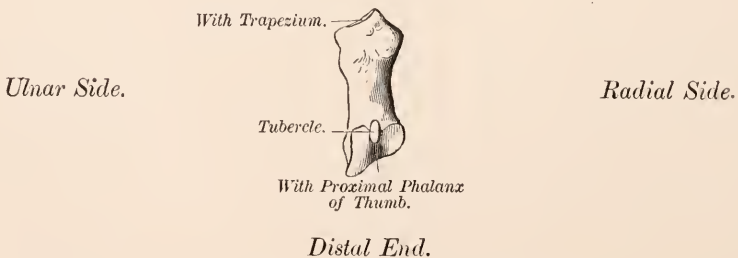 With Trapezium.
Ulnar Side.
Radial Side.
Tubercle.
With Proximal Phalanx
of Thumb.
Distal End.